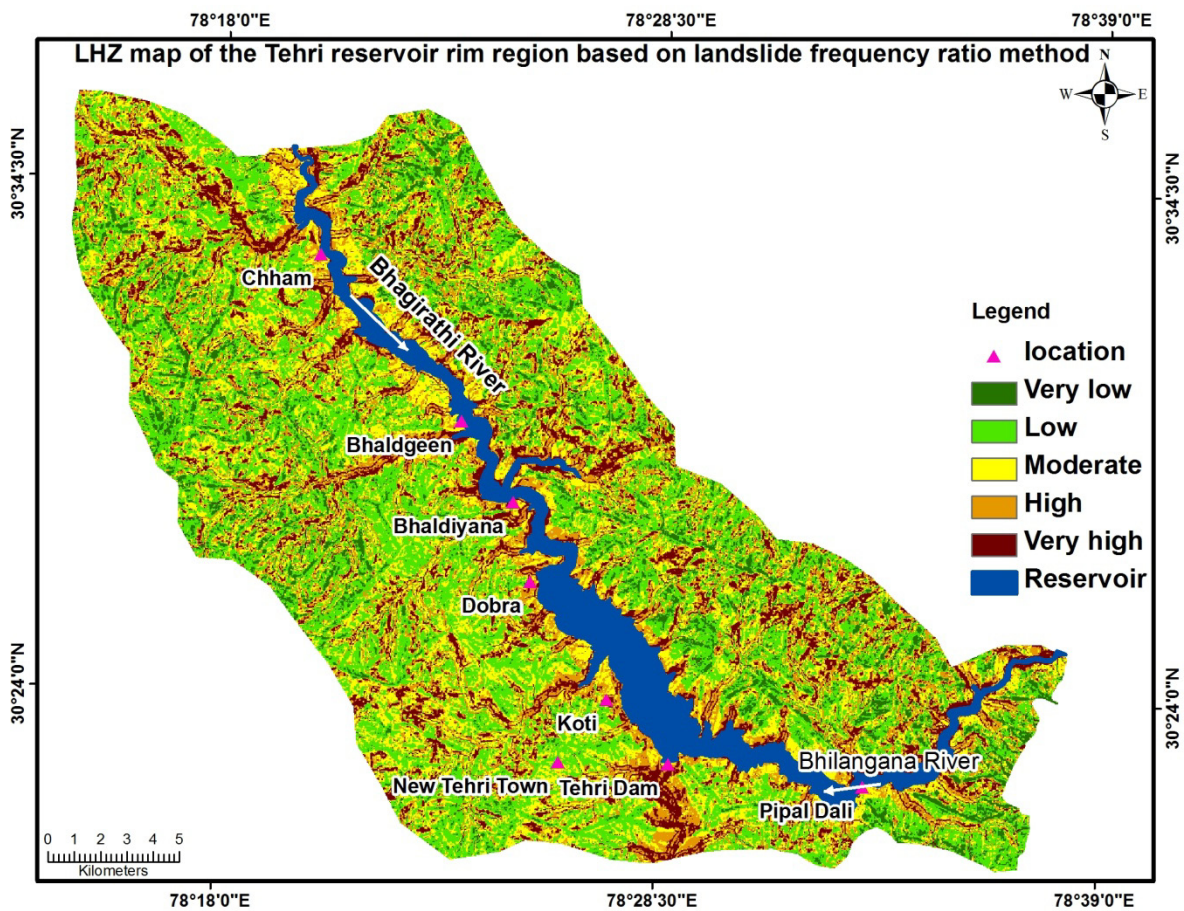 78°18'0"E 78°28'30"E 78°39'0"E
LHZ map of the Tehri reservoir rim region based on landslide frequency ratio method
N
W E
S
30°34'30"N
30°34'30"N
Chham
Bhagirathi River
Legend
location
Very low
Low
Moderate
High
Very high
Reservoir
Bhaldgeen
Bhaldiyana
Dobra
30°24'0"N
30°24'0"N
Koti
New Tehri Town
Tehri Dam
Bhilangana River
Pipal Dali
0 1 2 3 4 5
Kilometers
78°18'0"E 78°28'30"E 78°39'0"E